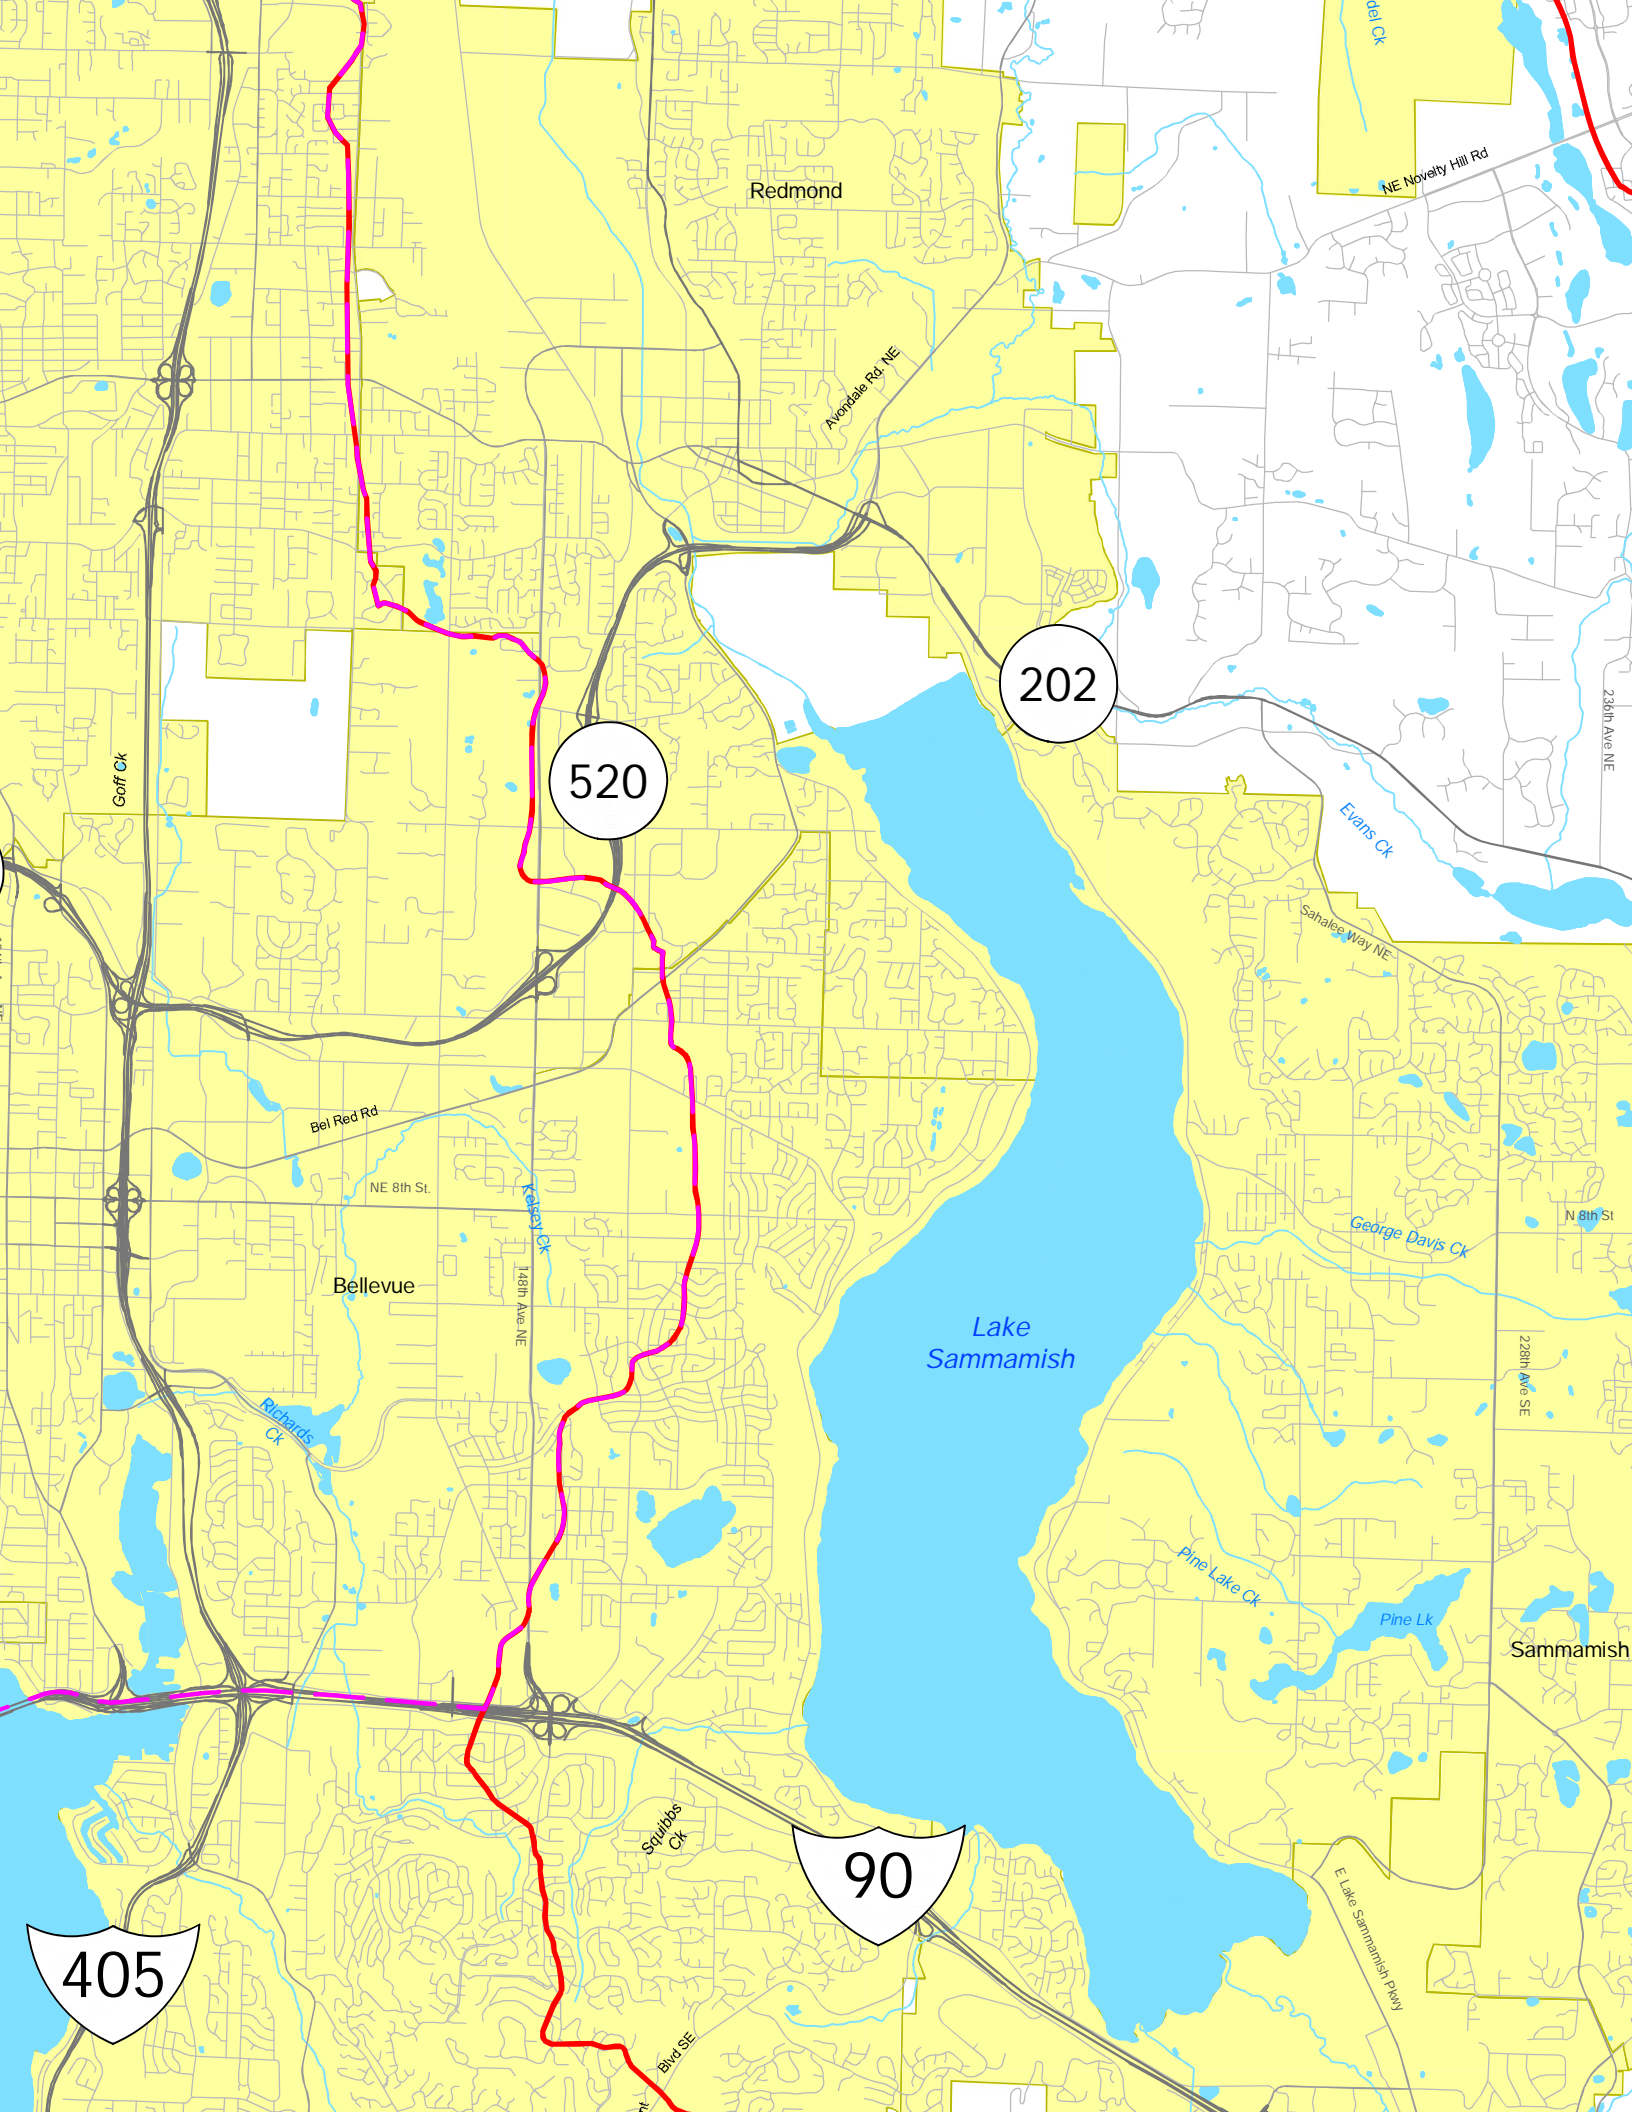 del Ck
NE Novelty Hill Rd
Redmond
Avondale Rd. NE
202
236th Ave NE
520
Goff Ck
Evans Ck
Sahalee Way NE
Bel Red Rd
NE 8th St.
Kelsey Ck
N 8th St
George Davis Ck
Bellevue
148th Ave NE
Lake
Sammamish
228th Ave SE
Richards
Ck
Pine Lake Ck
Pine Lk
Sammamish
Squibbs
Ck
90
E Lake Sammamish Pkwy
405
Blvd SE